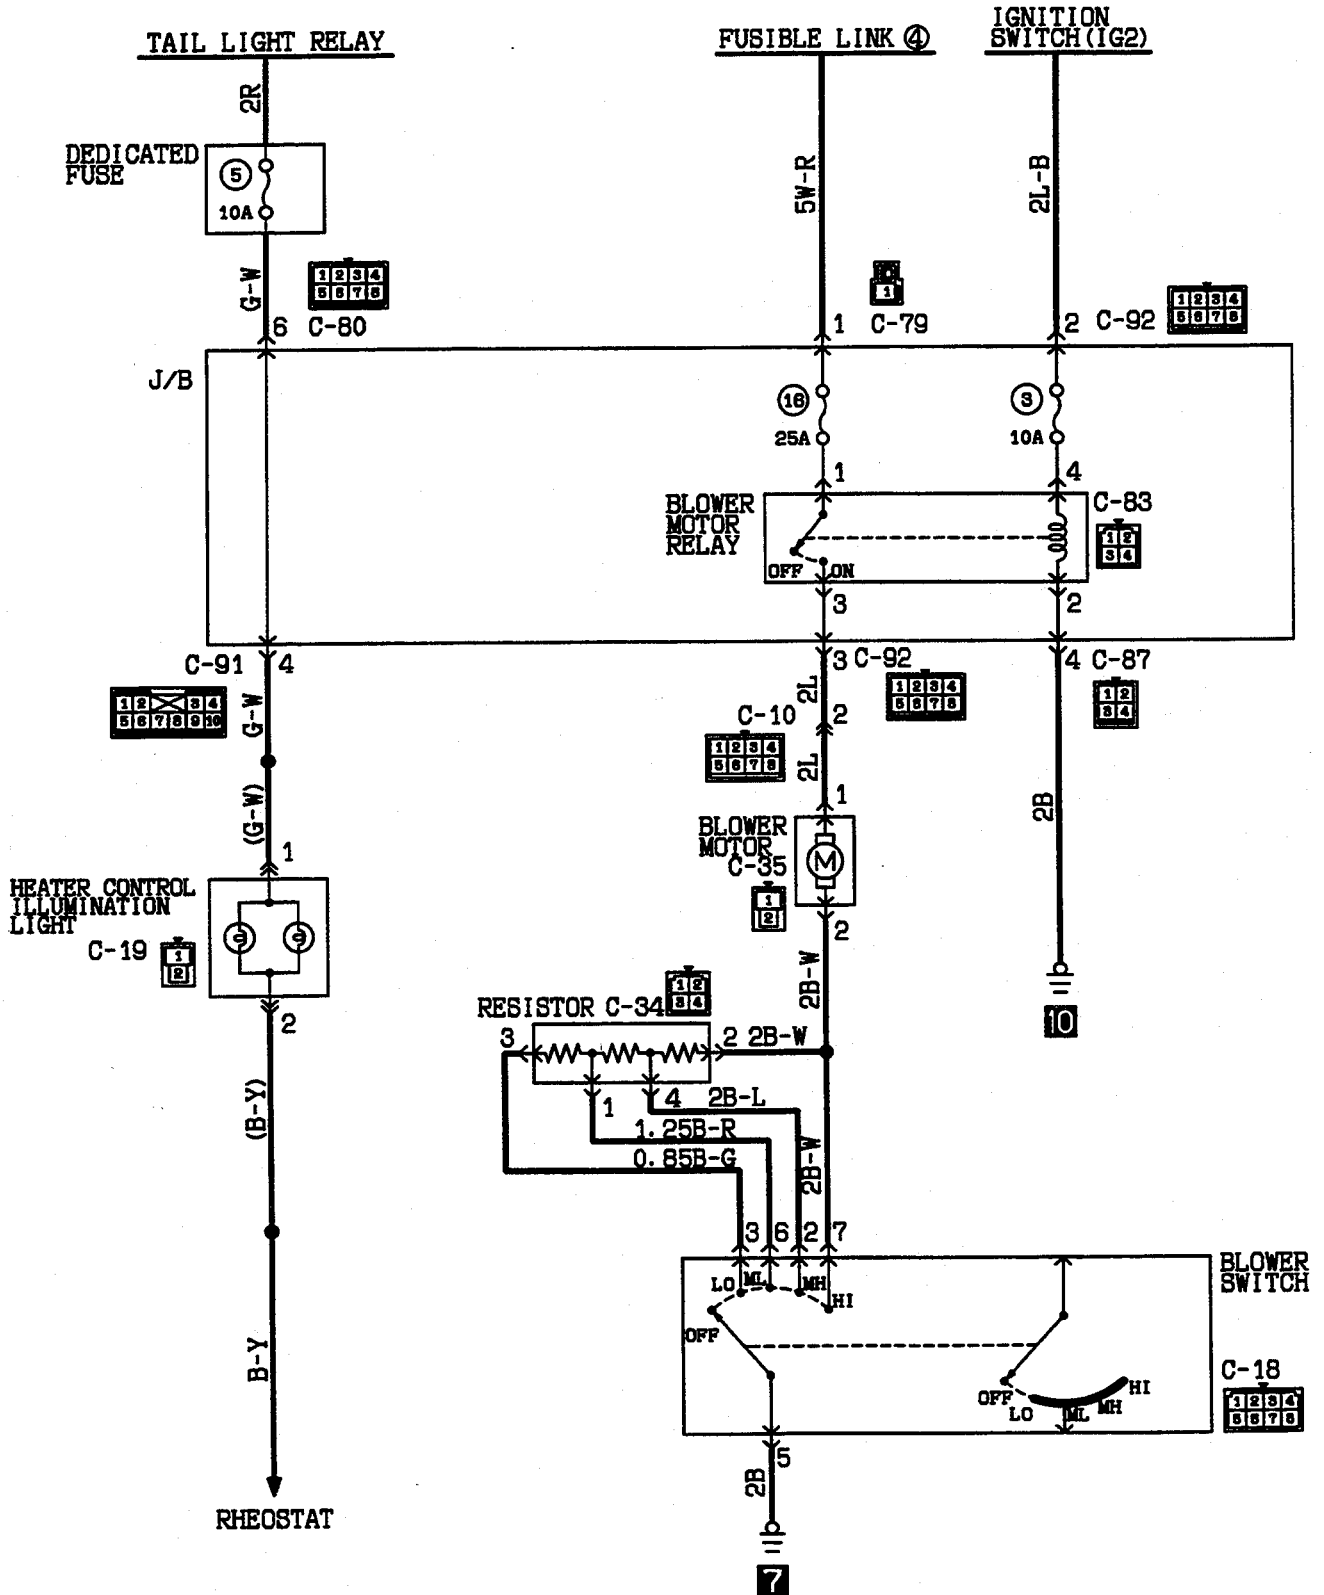 TAIL LIGHT RELAY
FUSIBLE LINK ④
IGNITION
SWITCH(IG2)
2R
DEDICATED
FUSE
5
10A
5W-R
2L-B
G-W
1 2 3 4
5 6 7 8
6
C-80
1
1
C-79
2
C-92
1 2 3 4
5 6 7 8
J/B
16
25A
3
10A
1
4
BLOWER
MOTOR
RELAY
C-83
1 2
3 4
OFF
ON
3
2
C-91
4
3
C-92
4
C-87
1 2 3 4
5 6 7 8 9 10
G-W
2L
1 2 3 4
5 6 7 8
1 2
3 4
C-10
2
1 2 3 4
5 6 7 8
2L
(G-W)
1
2B
BLOWER
MOTOR
C-35
M
1
2
1
HEATER CONTROL
ILLUMINATION
LIGHT
C-19
1
2
2
2
2B-W
RESISTOR C-34
1 2
3 4
10
3
2
2B-W
(B-Y)
1
4
2B-L
1.25B-R
0.85B-G
2B-W
3
6
2
7
BLOWER
SWITCH
LO
ML
MH
HI
OFF
B-Y
C-18
OFF
LO
ML
MH
HI
1 2 3 4
5 6 7 8
5
2B
RHEOSTAT
7